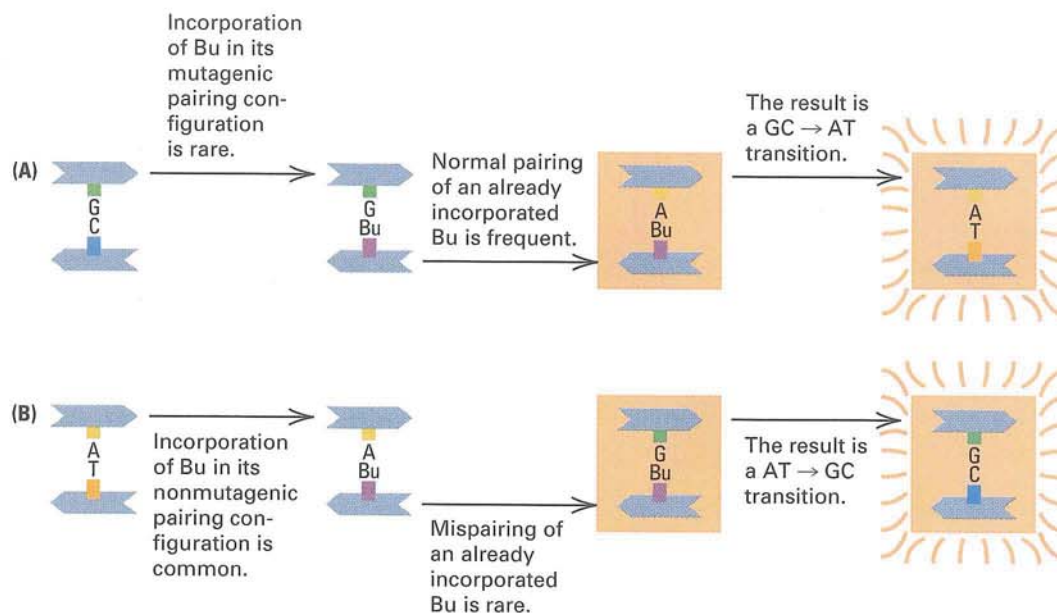 Incorporation
of Bu in its
mutagenic
pairing con-
figuration
is rare.
(A)
G
C
G
Bu
Normal pairing
of an already
incorporated
Bu is frequent.
A
Bu
The result is
a GC → AT
transition.
A
T
(B)
A
T
Incorporation
of Bu in its
nonmutagenic
pairing con-
figuration is
common.
A
Bu
Mispairing of
an already
incorporated
Bu is rare.
G
Bu
The result is
a AT → GC
transition.
G
C